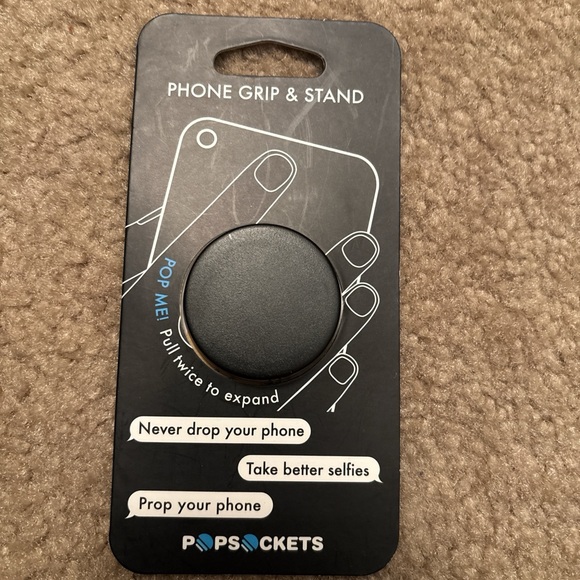 PHONE GRIP & STAND
POP ME! Pull twice to expand
Never drop your phone
Take better selfies
Prop your phone
POPSOCKETS